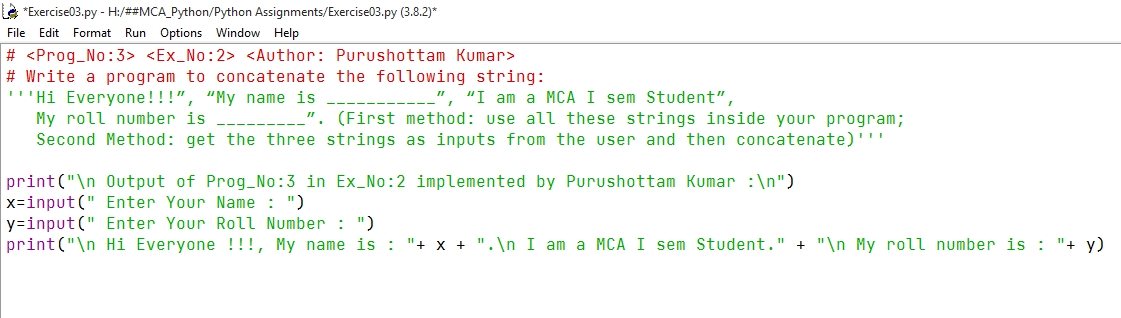 *Exercise03.py - H:/##MCA_Python/Python Assignments/Exercise03.py (3.8.2)*
File Edit Format Run Options Window Help
# <Prog_No:3> <Ex_No:2> <Author: Purushottam Kumar>
# Write a program to concatenate the following string:
'''Hi Everyone!!!”, “My name is ___________”, “I am a MCA I sem Student”,
My roll number is _________”. (First method: use all these strings inside your program;
Second Method: get the three strings as inputs from the user and then concatenate)'''
print("\n Output of Prog_No:3 in Ex_No:2 implemented by Purushottam Kumar :\n")
x=input(" Enter Your Name : ")
y=input(" Enter Your Roll Number : ")
print("\n Hi Everyone !!!, My name is : "+ x + ".\n I am a MCA I sem Student." + "\n My roll number is : "+ y)